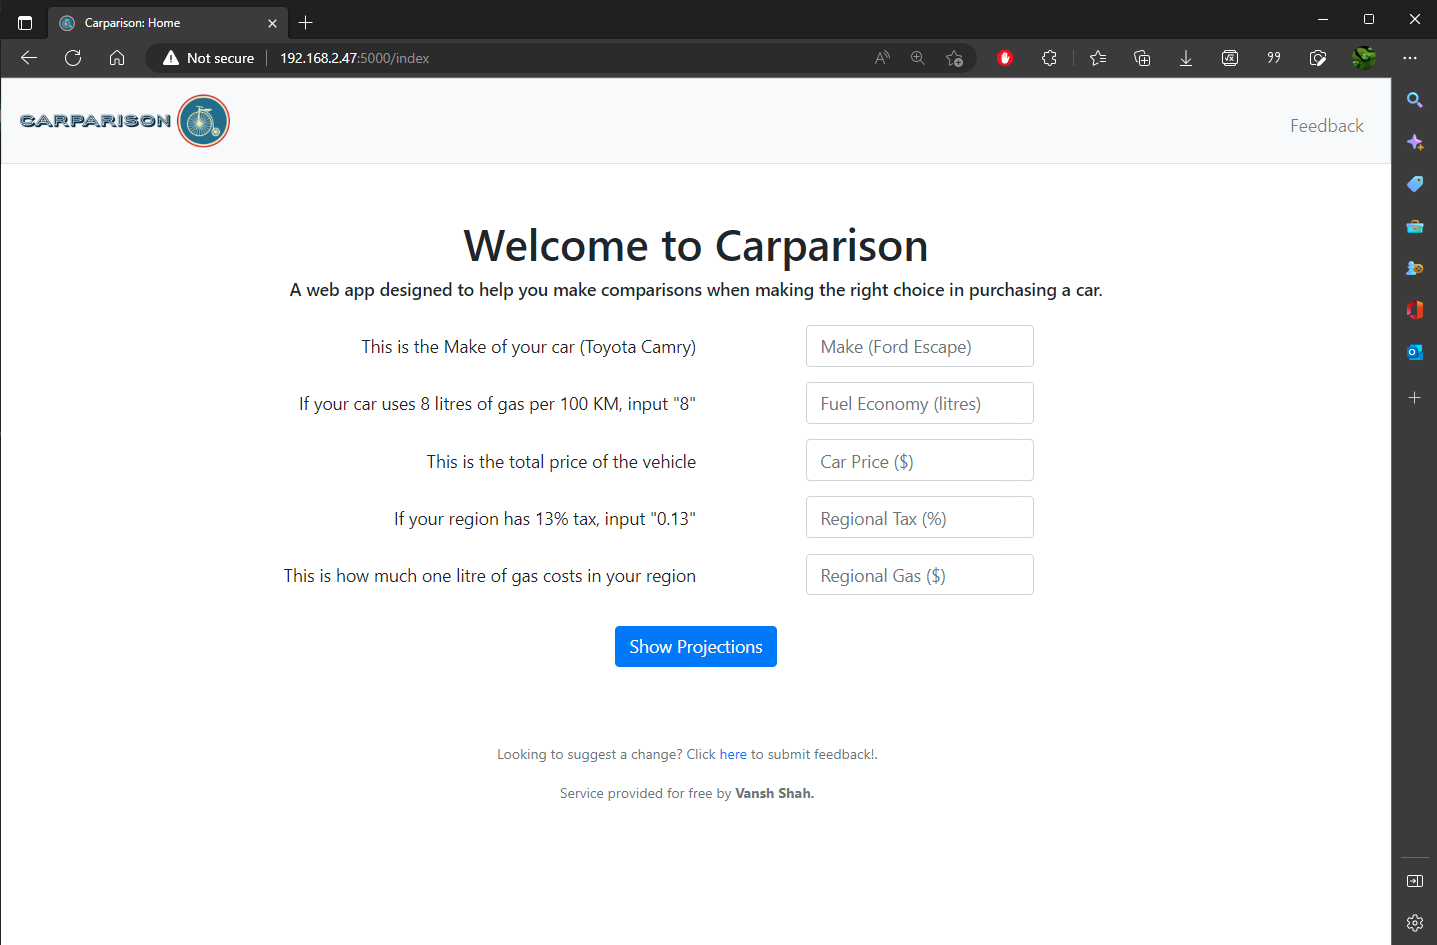 Carparison: Home
Not secure 192.168.2.47:5000/index
CARPARISON
Feedback
Welcome to Carparison
A web app designed to help you make comparisons when making the right choice in purchasing a car.
This is the Make of your car (Toyota Camry) Make (Ford Escape)
If your car uses 8 litres of gas per 100 KM, input "8" Fuel Economy (litres)
This is the total price of the vehicle Car Price ($)
If your region has 13% tax, input "0.13" Regional Tax (%)
This is how much one litre of gas costs in your region Regional Gas ($)
Show Projections
Looking to suggest a change? Click here to submit feedback!.
Service provided for free by Vansh Shah.